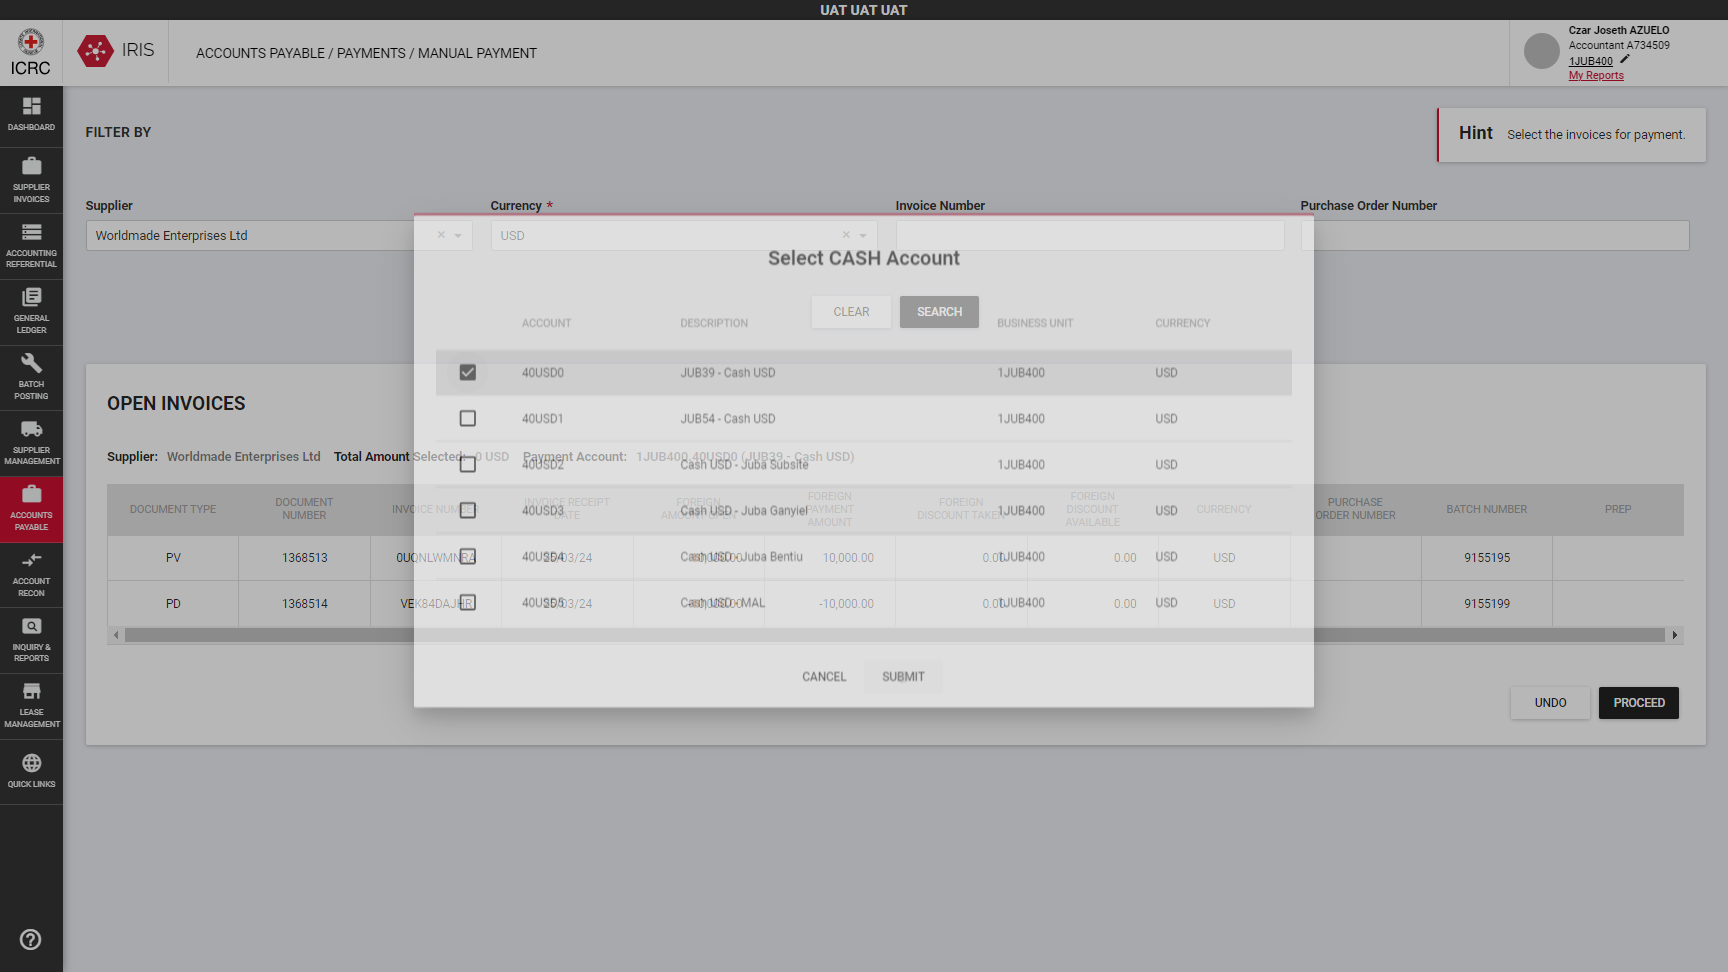 UAT UAT UAT
ICRC
IRIS
ACCOUNTS PAYABLE / PAYMENTS / MANUAL PAYMENT
Czar Joseth AZUELO
Accountant A734509
1JUB400
My Reports
DASHBOARD
SUPPLIER INVOICES
ACCOUNTING REFERENTIAL
GENERAL LEDGER
BATCH POSTING
SUPPLIER MANAGEMENT
ACCOUNTS PAYABLE
ACCOUNT RECON
INQUIRY & REPORTS
LEASE MANAGEMENT
QUICK LINKS
FILTER BY
Hint Select the invoices for payment.
Supplier Currency * Invoice Number Purchase Order Number
Worldmade Enterprises Ltd USD
Select CASH Account
CLEAR SEARCH
ACCOUNT DESCRIPTION BUSINESS UNIT CURRENCY
40USD0 JUB39 - Cash USD 1JUB400 USD
40USD1 JUB54 - Cash USD 1JUB400 USD
40USD2 Cash USD - Juba Subsite 1JUB400 USD
40USD3 Cash USD - Juba Ganyiel 1JUB400 USD
40USD4 Cash USD - Juba Bentiu 1JUB400 USD
40USD5 Cash USD - MAL 1JUB400 USD
CANCEL SUBMIT
OPEN INVOICES
Supplier: Worldmade Enterprises Ltd Total Amount Selected: 0 USD Payment Account: 1JUB400.40USD0 (JUB39 - Cash USD)
DOCUMENT TYPE DOCUMENT NUMBER INVOICE NUMBER INVOICE RECEIPT DATE FOREIGN AMOUNT OPEN FOREIGN PAYMENT AMOUNT FOREIGN DISCOUNT TAKEN FOREIGN DISCOUNT AVAILABLE CURRENCY PURCHASE ORDER NUMBER BATCH NUMBER PREP
PV 1368513 /03/24 10,000.00 0.00 0.00 USD 9155195
PD 1368514 /03/24 -10,000.00 0.00 0.00 USD 9155199
UNDO PROCEED